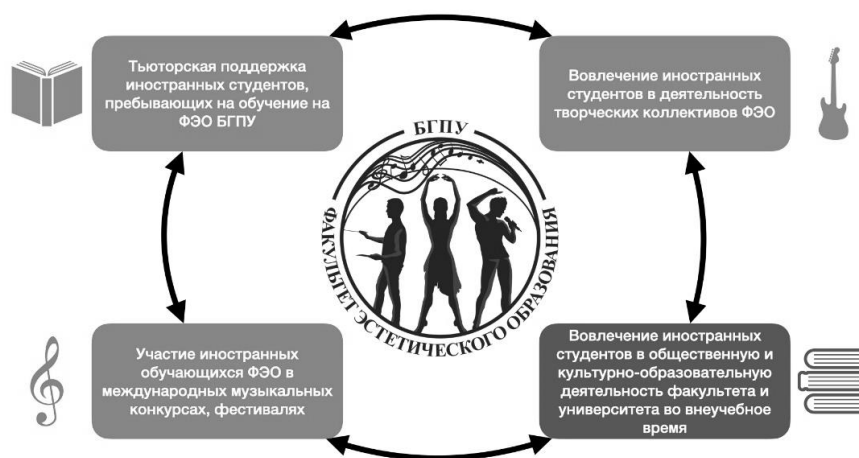 Тьюторская поддержка
иностранных студентов,
пребывающих на обучение на
ФЭО БГПУ
Вовлечение иностранных
студентов в деятельность
творческих коллективов ФЭО
БГПУ
ФАКУЛЬТЕТ ЭСТЕТИЧЕСКОГО ОБРАЗОВАНИЯ
Участие иностранных
обучающихся ФЭО в
международных музыкальных
конкурсах, фестивалях
Вовлечение иностранных
студентов в общественную и
культурно-образовательную
деятельность факультета и
университета во внеучебное
время